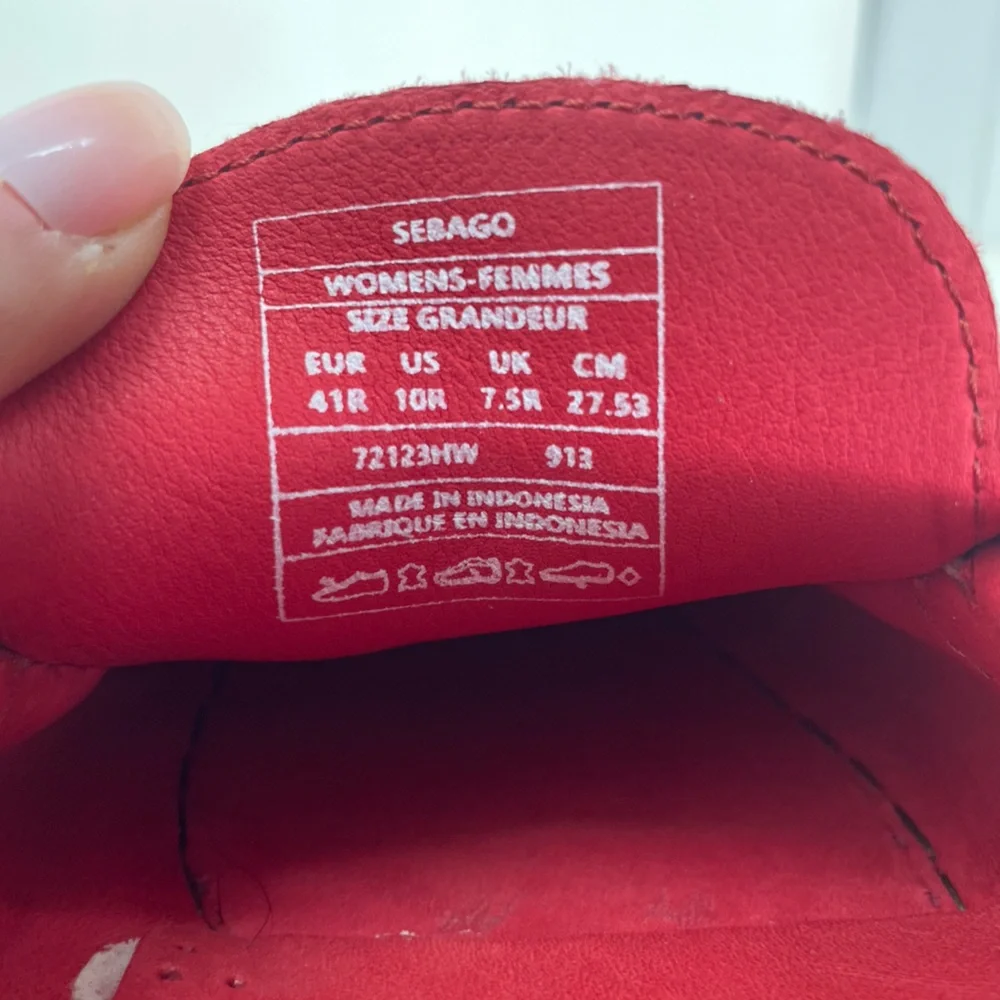 SEBAGO
WOMENS-FEMMES
SIZE GRANDEUR
EUR US UK CM
41R 10R 7.5R 27.53
72123HW 913
MADE IN INDONESIA
FABRIQUE EN INDONESIA